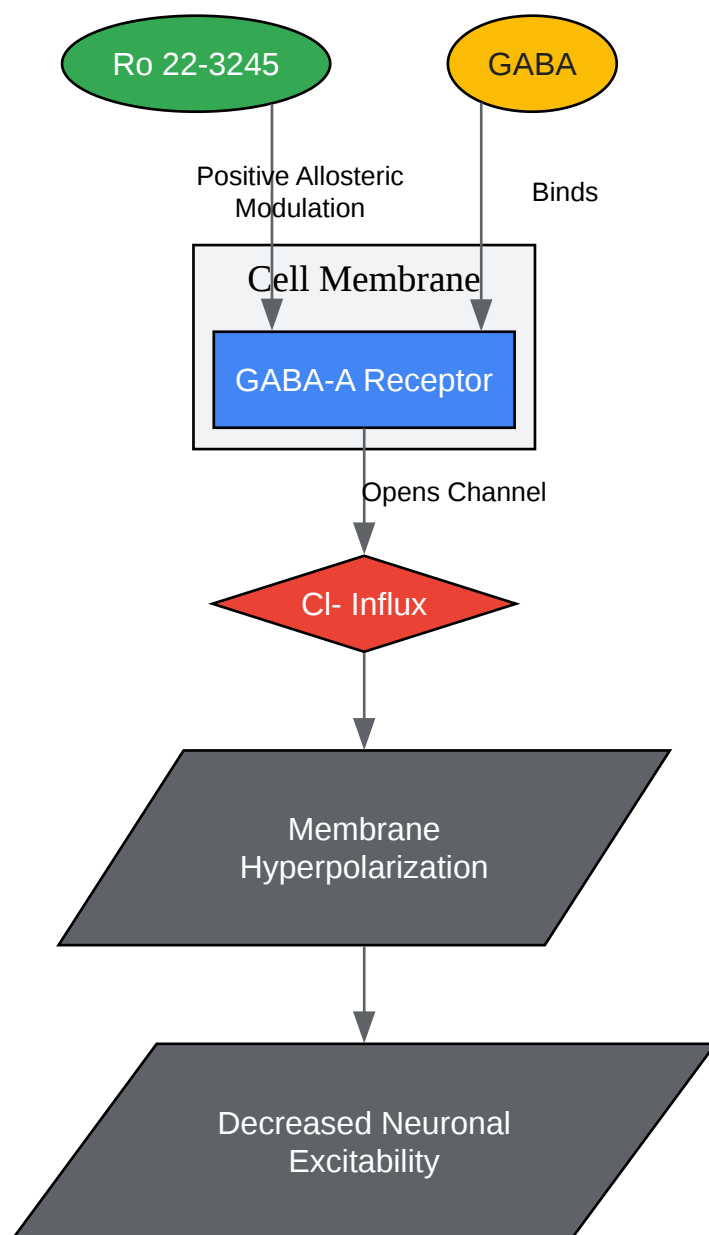 Ro 22-3245
GABA
Positive Allosteric
Modulation
Binds
Cell Membrane
GABA-A Receptor
Opens Channel
Cl- Influx
Membrane
Hyperpolarization
Decreased Neuronal
Excitability